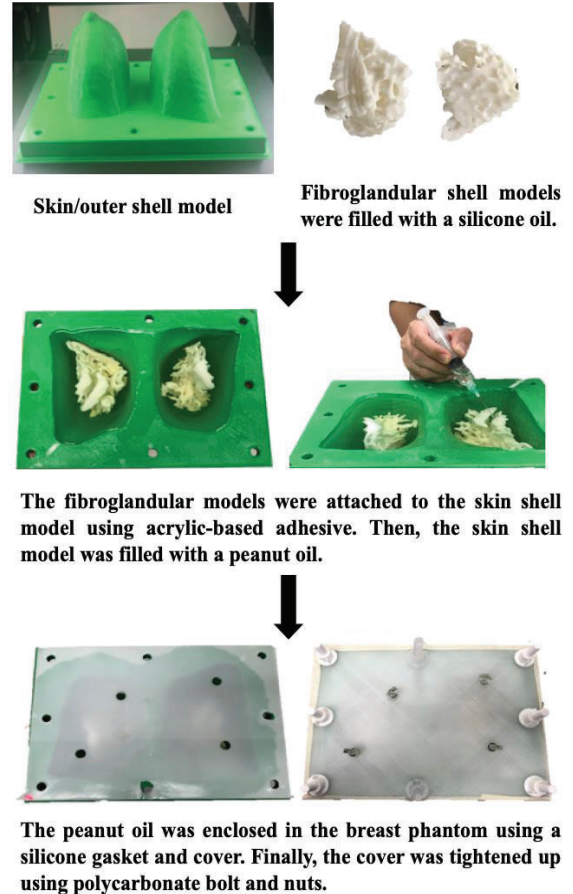 Skin/outer shell model
Fibroglandular shell models
were filled with a silicone oil.
The fibroglandular models were attached to the skin shell
model using acrylic-based adhesive. Then, the skin shell
model was filled with a peanut oil.
The peanut oil was enclosed in the breast phantom using a
silicone gasket and cover. Finally, the cover was tightened up
using polycarbonate bolt and nuts.